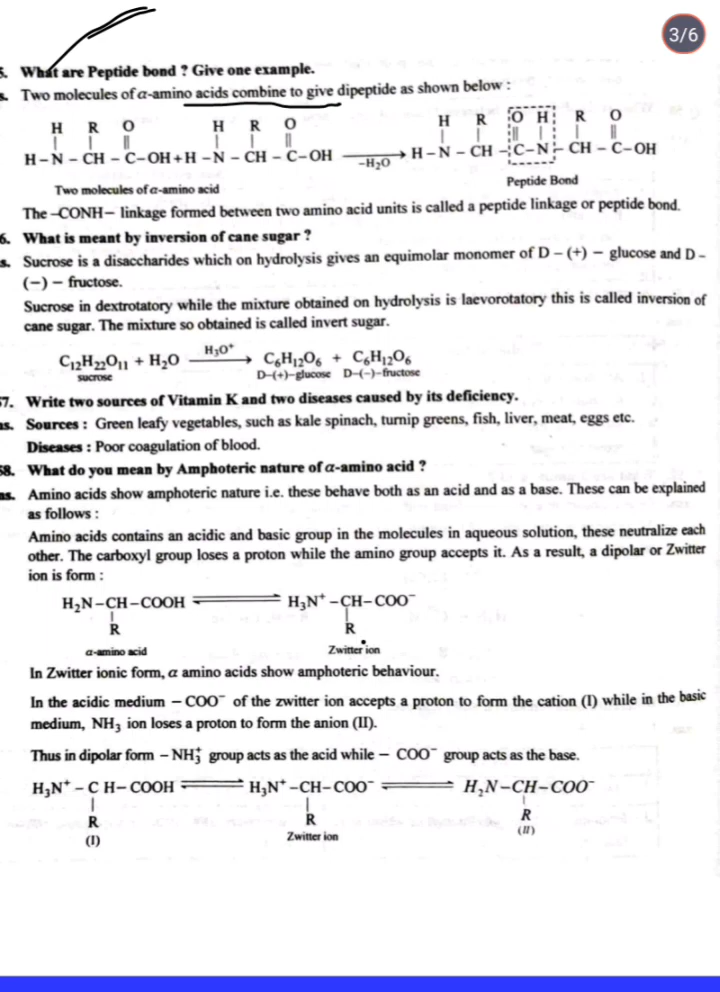 3/6
5. What are Peptide bond ? Give one example.
s. Two molecules of α-amino acids combine to give dipeptide as shown below :
H R O H R O H R O H R O
H – N – CH – C – OH + H – N – CH – C – OH —−H₂O→ H – N – CH – C – N – CH – C – OH
Two molecules of α-amino acid Peptide Bond
The –CONH– linkage formed between two amino acid units is called a peptide linkage or peptide bond.
6. What is meant by inversion of cane sugar ?
s. Sucrose is a disaccharides which on hydrolysis gives an equimolar monomer of D – (+) – glucose and D –
(–) – fructose.
Sucrose in dextrotatory while the mixture obtained on hydrolysis is laevorotatory this is called inversion of
cane sugar. The mixture so obtained is called invert sugar.
C₁₂H₂₂O₁₁ + H₂O —H₃O⁺→ C₆H₁₂O₆ + C₆H₁₂O₆
sucrose D–(+)–glucose D–(–)–fructose
57. Write two sources of Vitamin K and two diseases caused by its deficiency.
as. Sources : Green leafy vegetables, such as kale spinach, turnip greens, fish, liver, meat, eggs etc.
Diseases : Poor coagulation of blood.
58. What do you mean by Amphoteric nature of α-amino acid ?
as. Amino acids show amphoteric nature i.e. these behave both as an acid and as a base. These can be explained
as follows :
Amino acids contains an acidic and basic group in the molecules in aqueous solution, these neutralize each
other. The carboxyl group loses a proton while the amino group accepts it. As a result, a dipolar or Zwitter
ion is form :
H₂N – CH – COOH ⇌ H₃N⁺ – CH – COO⁻
R R
α-amino acid Zwitter ion
In Zwitter ionic form, α amino acids show amphoteric behaviour.
In the acidic medium – COO⁻ of the zwitter ion accepts a proton to form the cation (I) while in the basic
medium, NH₃ ion loses a proton to form the anion (II).
Thus in dipolar form – NH₃⁺ group acts as the acid while – COO⁻ group acts as the base.
H₃N⁺ – C H – COOH ⇌ H₃N⁺ – CH – COO⁻ ⇌ H₂N – CH – COO⁻
R R R
(I) Zwitter ion (II)